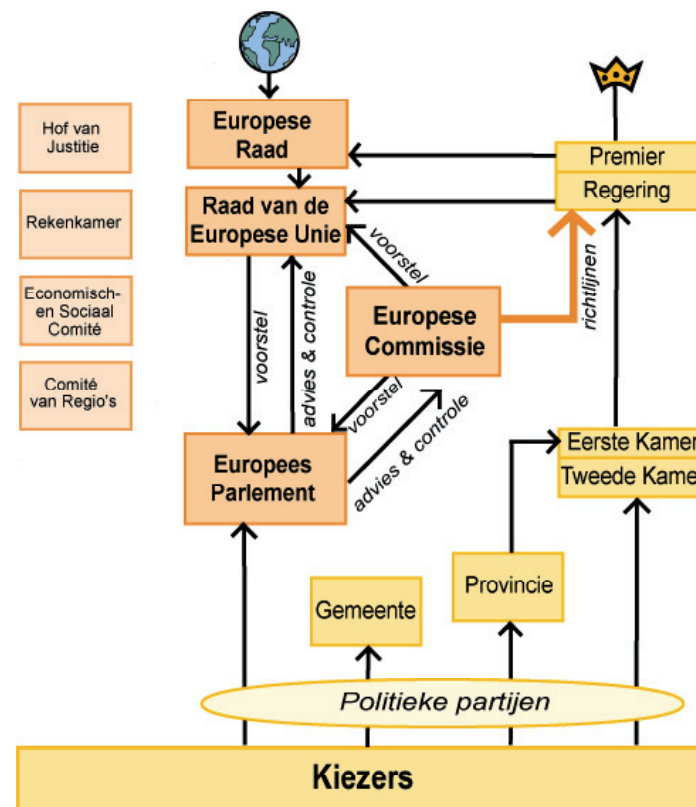 Hof van
Justitie
Rekenkamer
Economisch-
en Sociaal
Comité
Comité
van Regio's
Europese
Raad
Raad van de
Europese Unie
Premier
Regering
voorstel
Europese
Commissie
richtlijnen
voorstel
advies & controle
voorstel
advies & controle
Europees
Parlement
Eerste Kamer
Tweede Kamer
Gemeente
Provincie
Politieke partijen
Kiezers